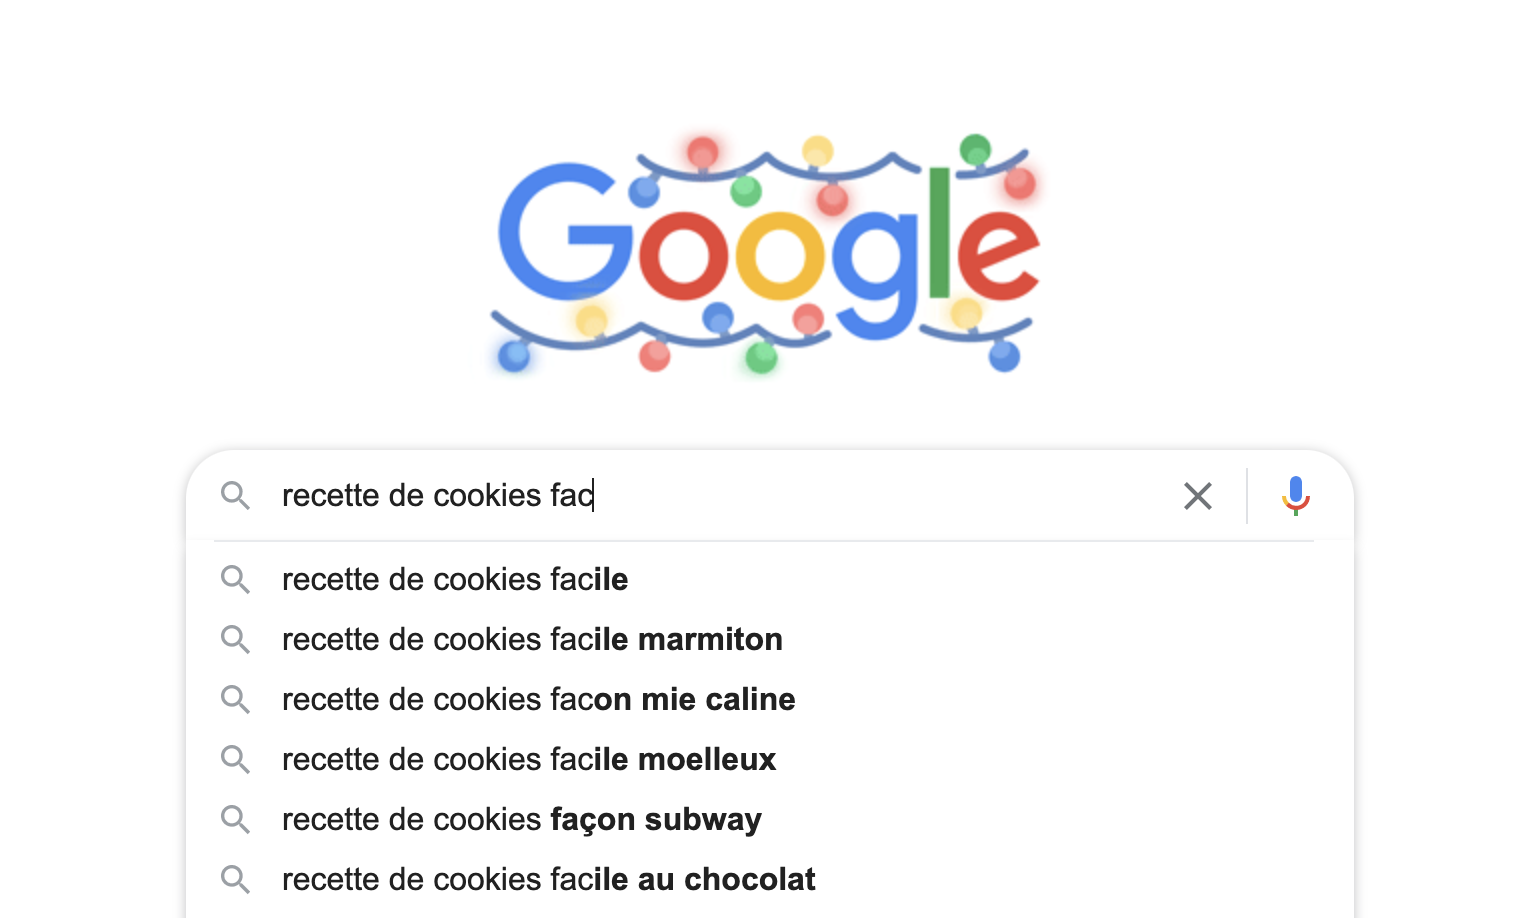 Google
recette de cookies fac
recette de cookies facile
recette de cookies facile marmiton
recette de cookies facon mie caline
recette de cookies facile moelleux
recette de cookies façon subway
recette de cookies facile au chocolat